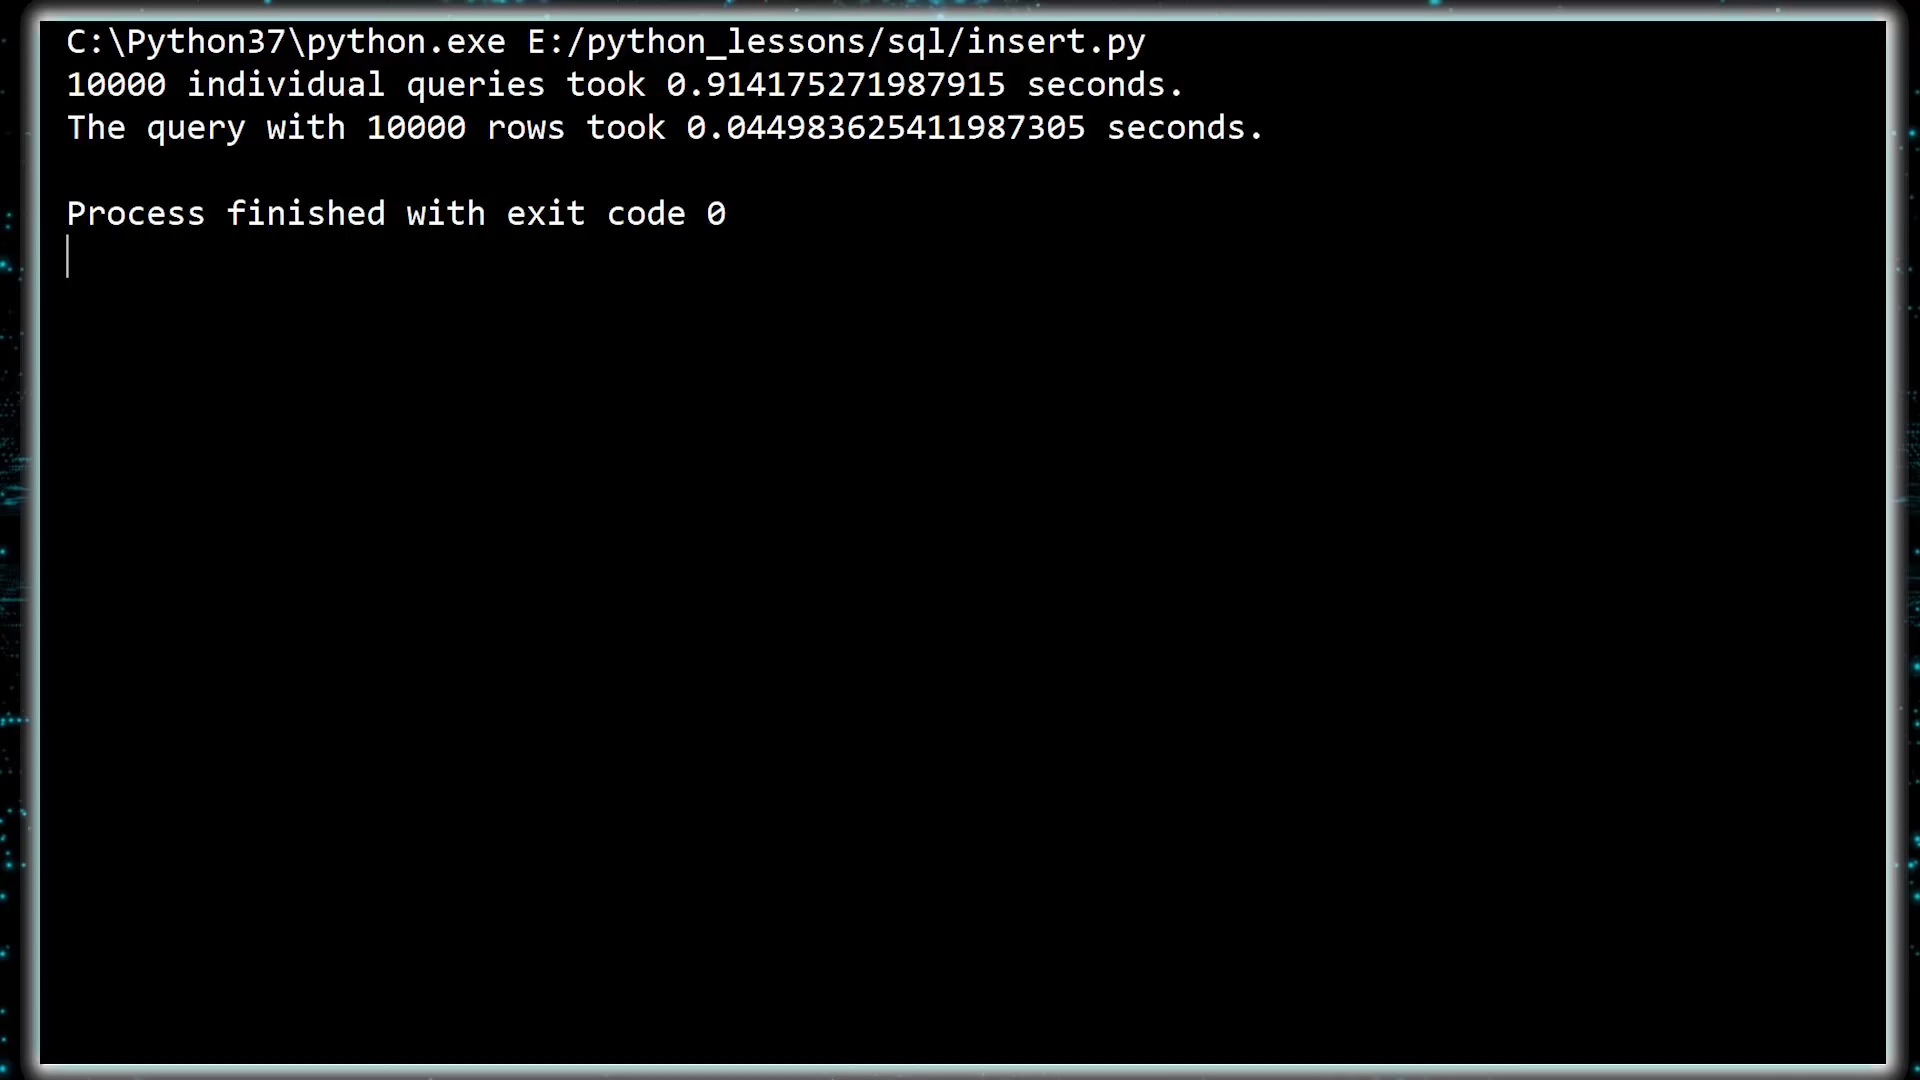 C:\Python37\python.exe E:/python_lessons/sql/insert.py
10000 individual queries took 0.914175271987915 seconds.
The query with 10000 rows took 0.044983625411987305 seconds.
Process finished with exit code 0